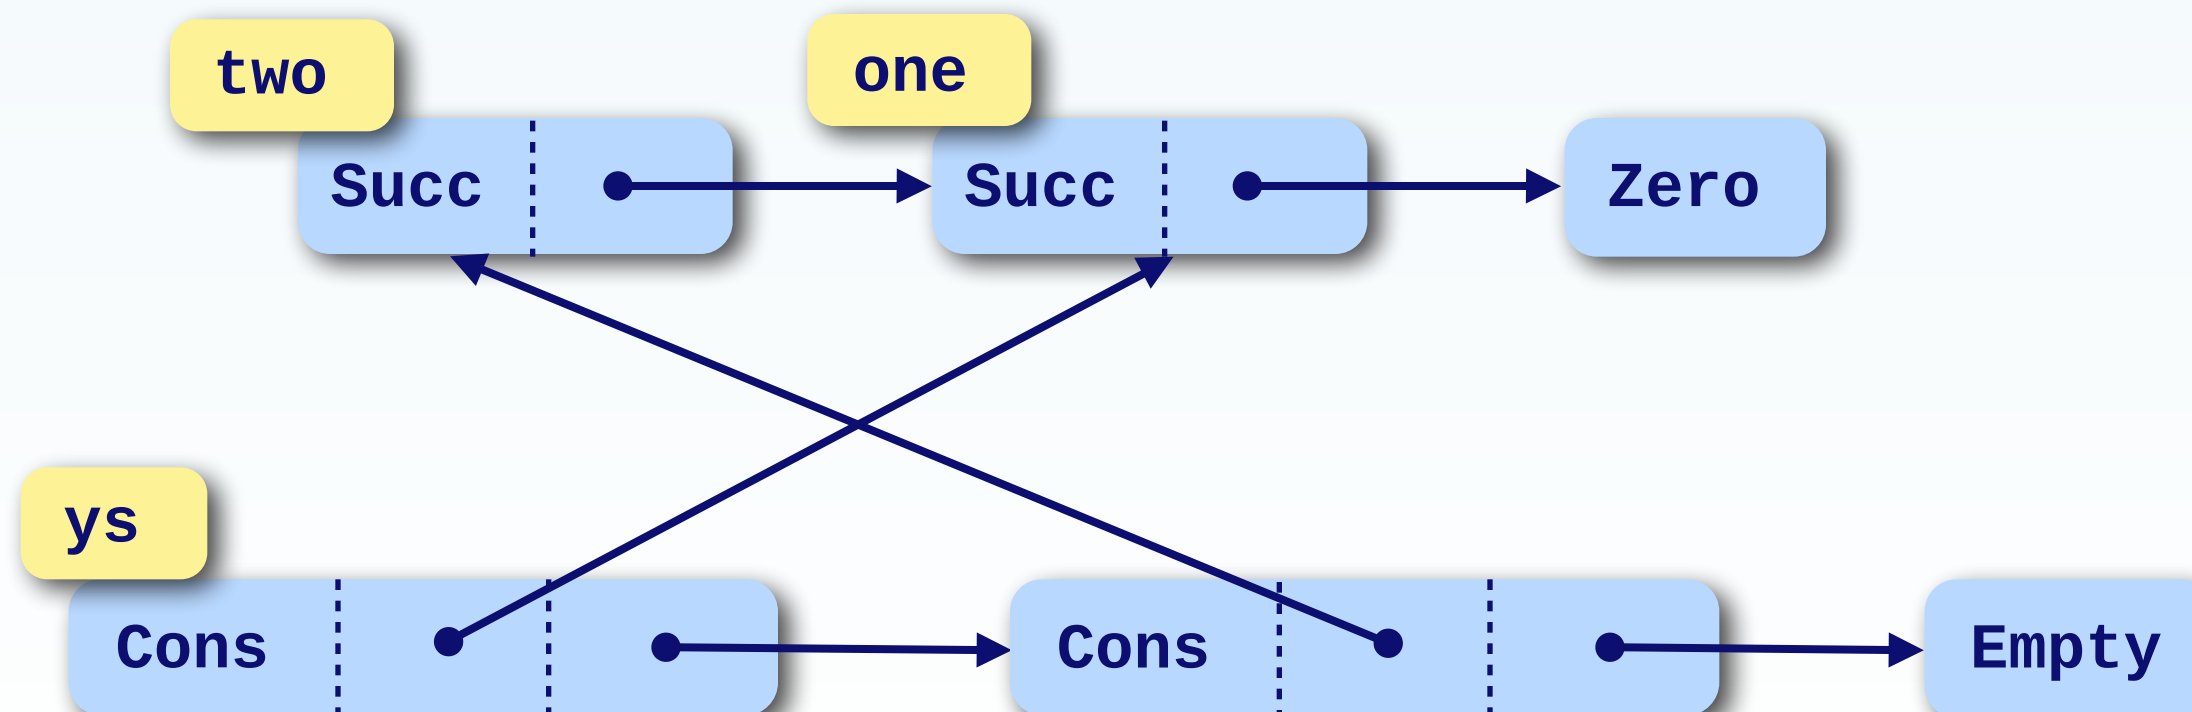 two
one
Succ
Succ
Zero
ys
Cons
Cons
Empty